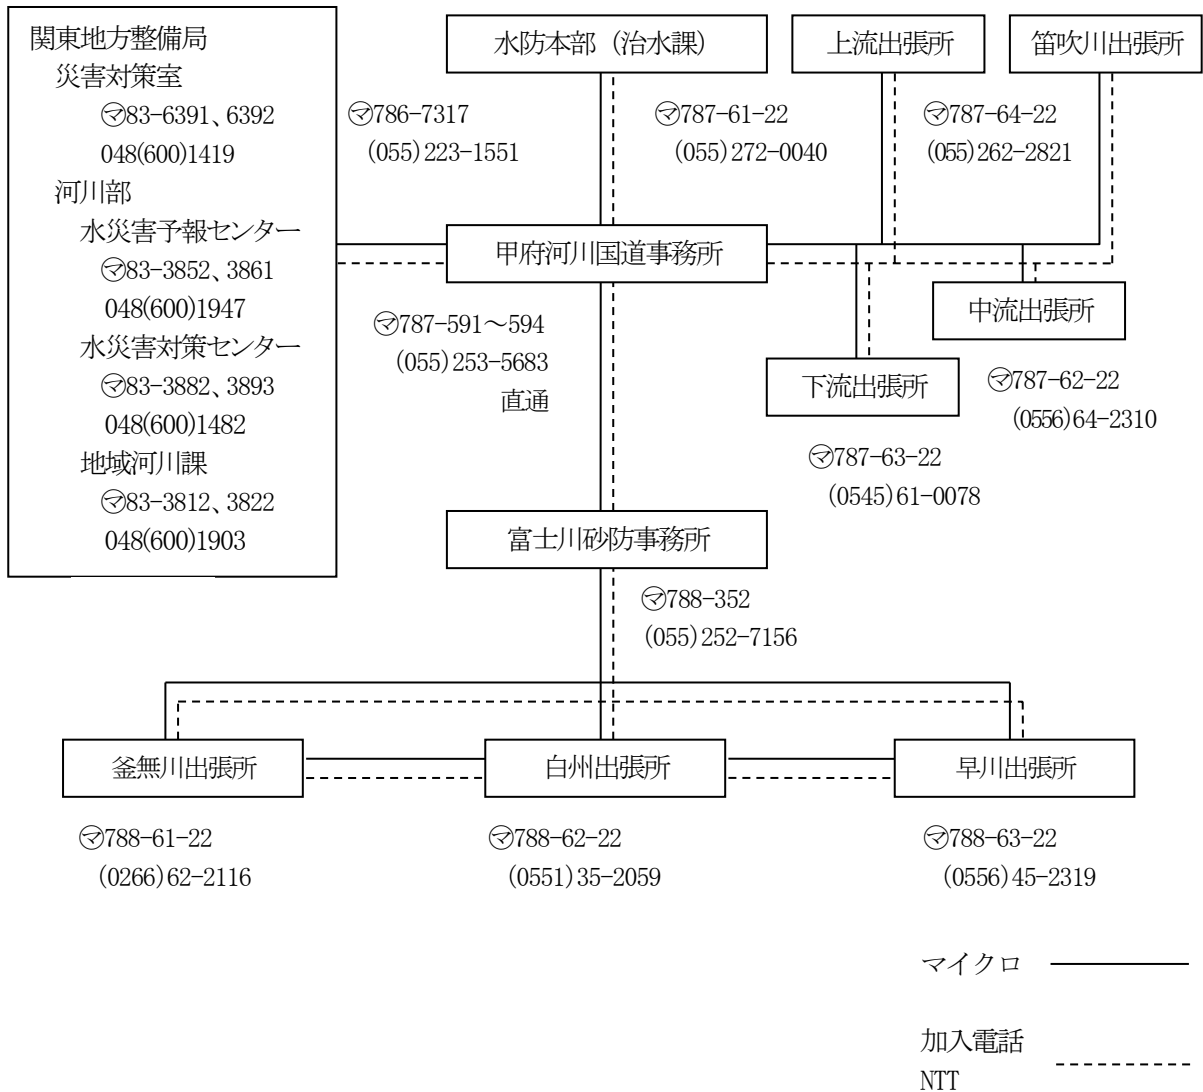 関東地方整備局
災害対策室
㋮83-6391、6392
048(600)1419
河川部
水災害予報センター
㋮83-3852、3861
048(600)1947
水災害対策センター
㋮83-3882、3893
048(600)1482
地域河川課
㋮83-3812、3822
048(600)1903
水防本部（治水課）
㋮786-7317
(055)223-1551
上流出張所
㋮787-61-22
(055)272-0040
笛吹川出張所
㋮787-64-22
(055)262-2821
甲府河川国道事務所
㋮787-591～594
(055)253-5683
直通
中流出張所
㋮787-62-22
(0556)64-2310
下流出張所
㋮787-63-22
(0545)61-0078
富士川砂防事務所
㋮788-352
(055)252-7156
釜無川出張所
㋮788-61-22
(0266)62-2116
白州出張所
㋮788-62-22
(0551)35-2059
早川出張所
㋮788-63-22
(0556)45-2319
マイクロ
加入電話
NTT